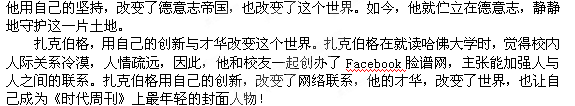 他用自己的坚持，改变了德意志帝国，也改变了这个世界。如今，他就伫立在德意志，静静
地守护这一片土地。
扎克伯格，用自己的创新与才华改变这个世界。扎克伯格在就读哈佛大学时，觉得校内
人际关系冷漠，人情疏远，因此，他和校友一起创办了 Facebook 脸谱网，主张能加强人与
人之间的联系。扎克伯格用自己的创新，改变了网络联系，他的才华，改变了世界，也让自
己成为《时代周刊》上最年轻的封面人物！